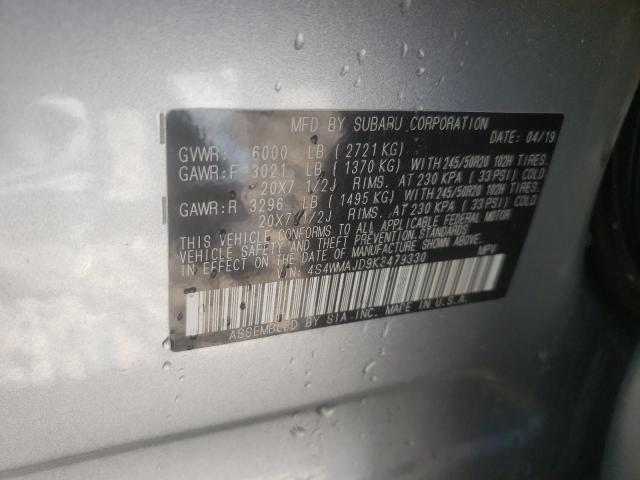 MFD BY SUBARU CORPORATION
DATE: 04/19
GVWR: 6000 LB (2721 KG)
GAWR:F 3021 LB (1370 KG) WITH 245/50R20 102H TIRES.
20X7 1/2J RIMS. AT 230 KPA (33 PSI) COLD
GAWR:R 3296 LB (1495 KG) WITH 245/50R20 102H TIRES.
20X7 1/2J RIMS. AT 230 KPA (33 PSI) COLD
THIS VEHICLE CONFORMS TO ALL APPLICABLE FEDERAL MOTOR
VEHICLE SAFETY AND THEFT PREVENTION STANDARDS
IN EFFECT ON THE DATE OF MANUFACTURE SHOWN ABOVE.
4S4WMAJD9K3479330 MPV
ASSEMBLED BY SIA-INC. MADE IN U.S.A.